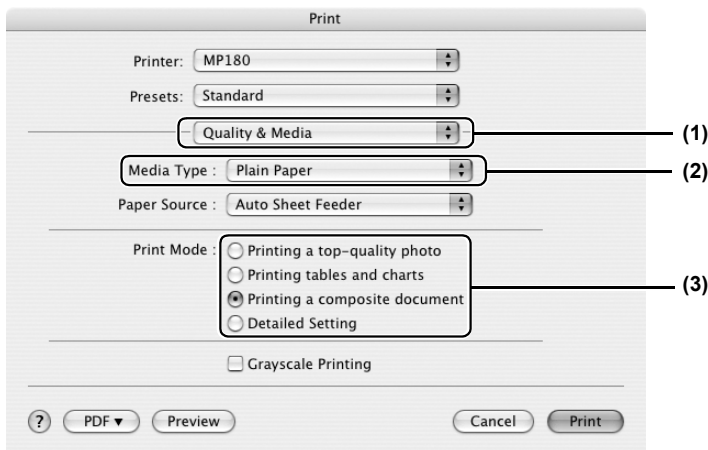 Print
Printer: MP180
Presets: Standard
Quality & Media (1)
Media Type : Plain Paper (2)
Paper Source : Auto Sheet Feeder
Print Mode : Printing a top-quality photo
Printing tables and charts
Printing a composite document (3)
Detailed Setting
Grayscale Printing
? PDF ▼ Preview Cancel Print